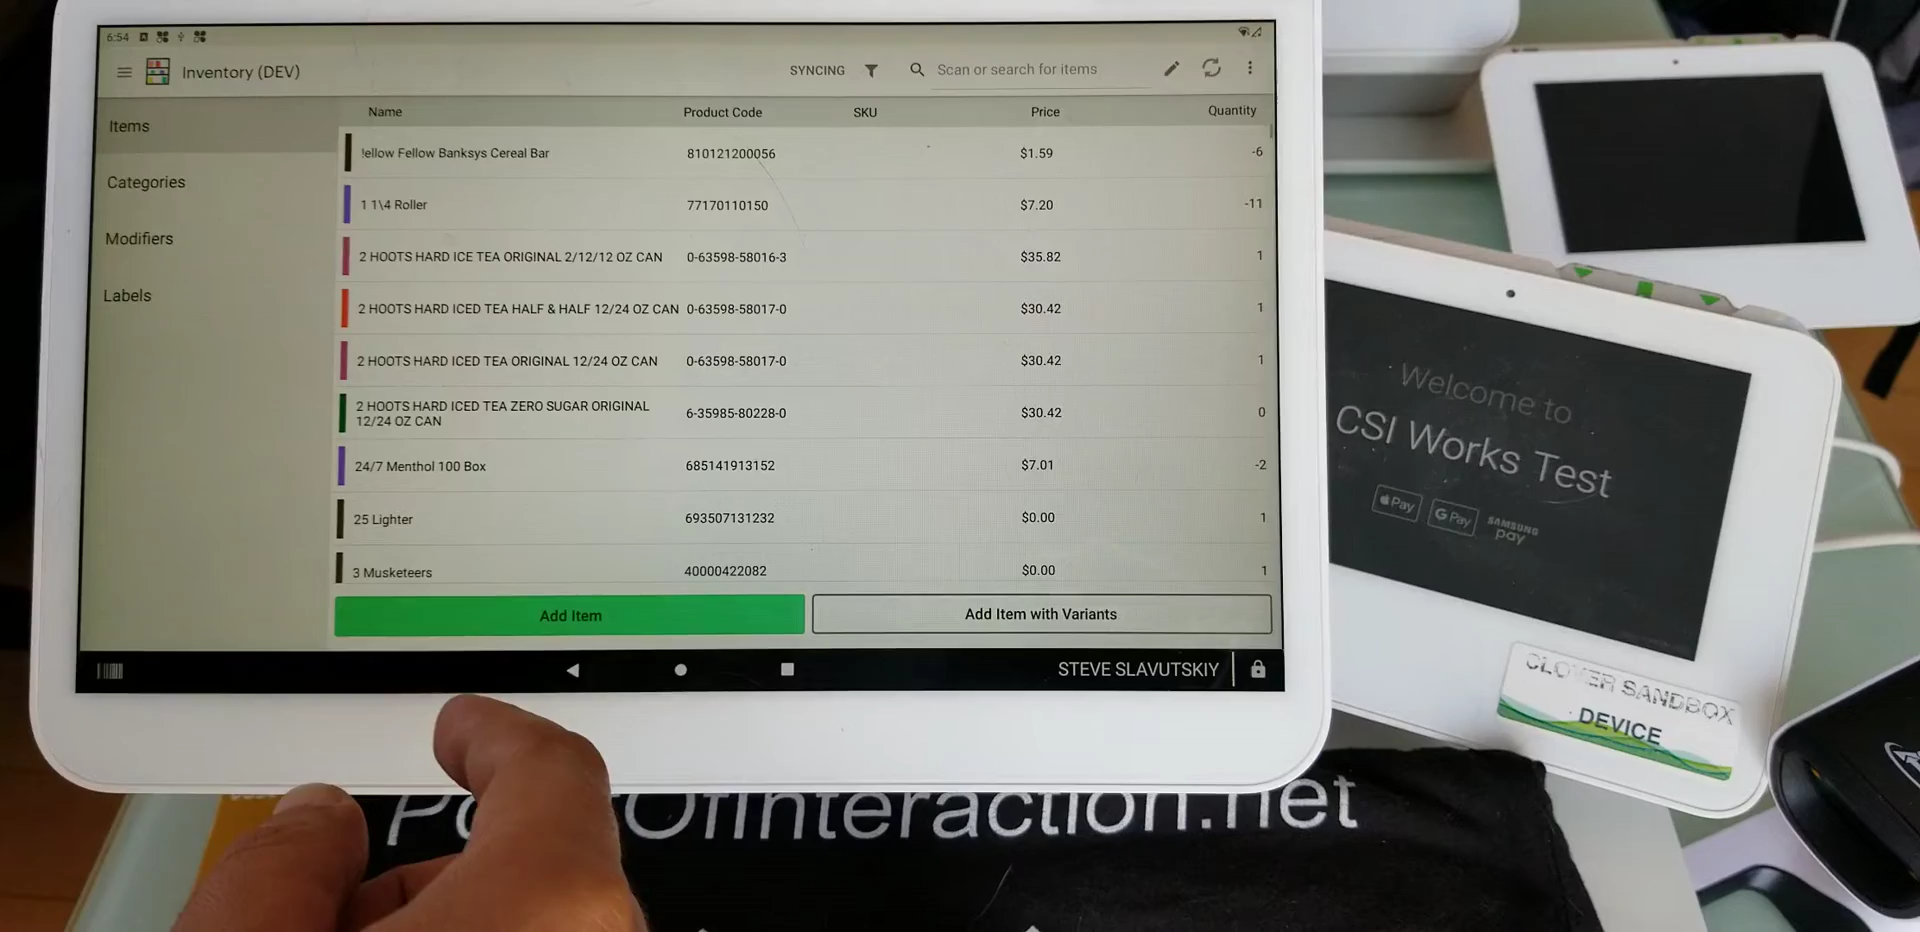 6:54
Inventory (DEV)
SYNCING
Scan or search for items
Items
Categories
Modifiers
Labels
Name Product Code SKU Price Quantity
!ellow Fellow Banksys Cereal Bar 810121200056 $1.59 -6
1 1\4 Roller 77170110150 $7.20 -11
2 HOOTS HARD ICE TEA ORIGINAL 2/12/12 OZ CAN 0-63598-58016-3 $35.82 1
2 HOOTS HARD ICED TEA HALF & HALF 12/24 OZ CAN 0-63598-58017-0 $30.42 1
2 HOOTS HARD ICED TEA ORIGINAL 12/24 OZ CAN 0-63598-58017-0 $30.42 1
2 HOOTS HARD ICED TEA ZERO SUGAR ORIGINAL
12/24 OZ CAN 6-35985-80228-0 $30.42 0
24/7 Menthol 100 Box 685141913152 $7.01 -2
25 Lighter 693507131232 $0.00 1
3 Musketeers 40000422082 $0.00 1
Add Item
Add Item with Variants
STEVE SLAVUTSKIY
Welcome to
CSI Works Test
Pay G Pay SAMSUNG
pay
CLOVER SANDBOX
DEVICE
OfInteraction.net